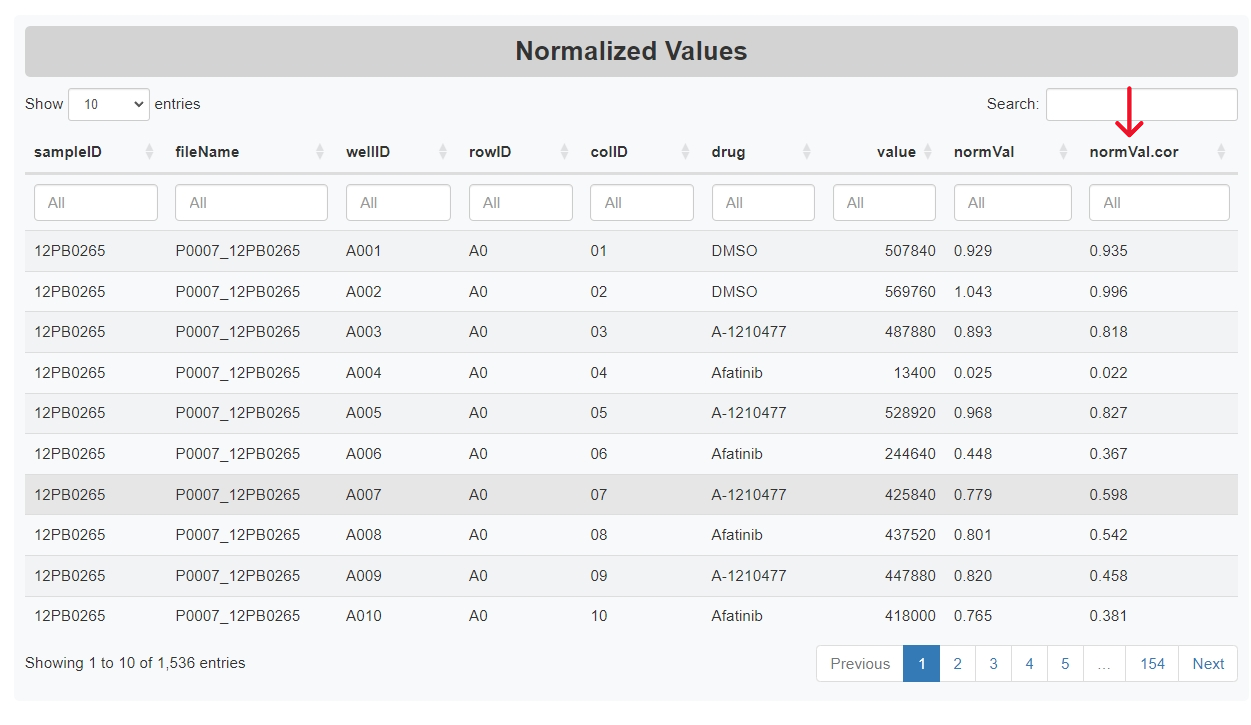 Normalized Values
Show 10 entries Search:
sampleID fileName wellID rowID colID drug value normVal normVal.cor
All All All All All All All All All
12PB0265 P0007_12PB0265 A001 A0 01 DMSO 507840 0.929 0.935
12PB0265 P0007_12PB0265 A002 A0 02 DMSO 569760 1.043 0.996
12PB0265 P0007_12PB0265 A003 A0 03 A-1210477 487880 0.893 0.818
12PB0265 P0007_12PB0265 A004 A0 04 Afatinib 13400 0.025 0.022
12PB0265 P0007_12PB0265 A005 A0 05 A-1210477 528920 0.968 0.827
12PB0265 P0007_12PB0265 A006 A0 06 Afatinib 244640 0.448 0.367
12PB0265 P0007_12PB0265 A007 A0 07 A-1210477 425840 0.779 0.598
12PB0265 P0007_12PB0265 A008 A0 08 Afatinib 437520 0.801 0.542
12PB0265 P0007_12PB0265 A009 A0 09 A-1210477 447880 0.820 0.458
12PB0265 P0007_12PB0265 A010 A0 10 Afatinib 418000 0.765 0.381
Showing 1 to 10 of 1,536 entries Previous 1 2 3 4 5 … 154 Next